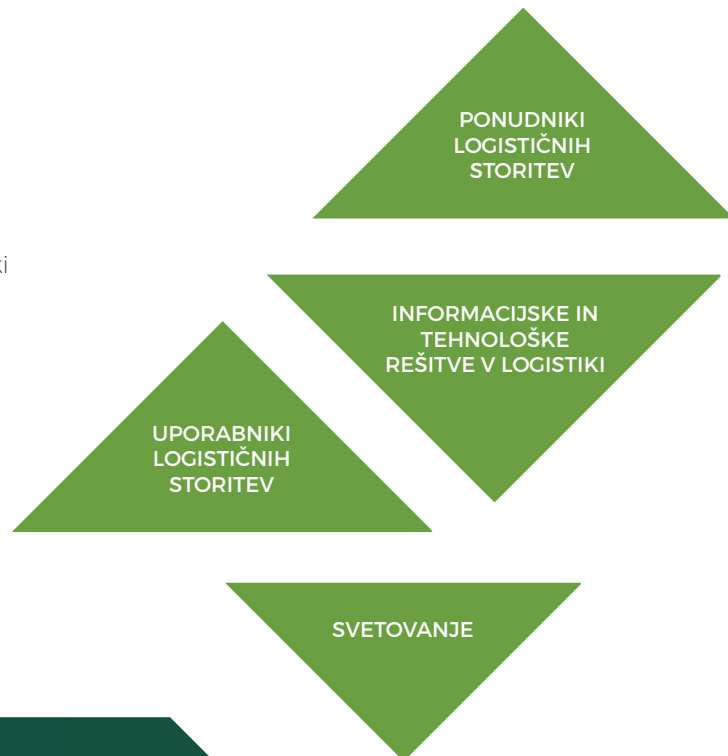 PONUDNIKI
LOGISTIČNIH
STORITEV
INFORMACIJSKE IN
TEHNOLOŠKE
REŠITVE V LOGISTIKI
UPORABNIKI
LOGISTIČNIH
STORITEV
SVETOVANJE